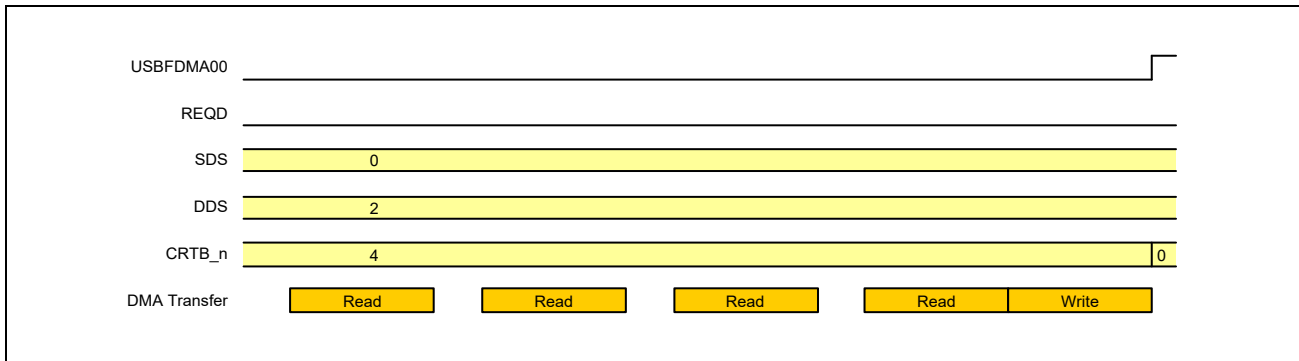 USBFDMA00
REQD
SDS 0
DDS 2
CRTB_n 4 0
DMA Transfer Read Read Read Read Write